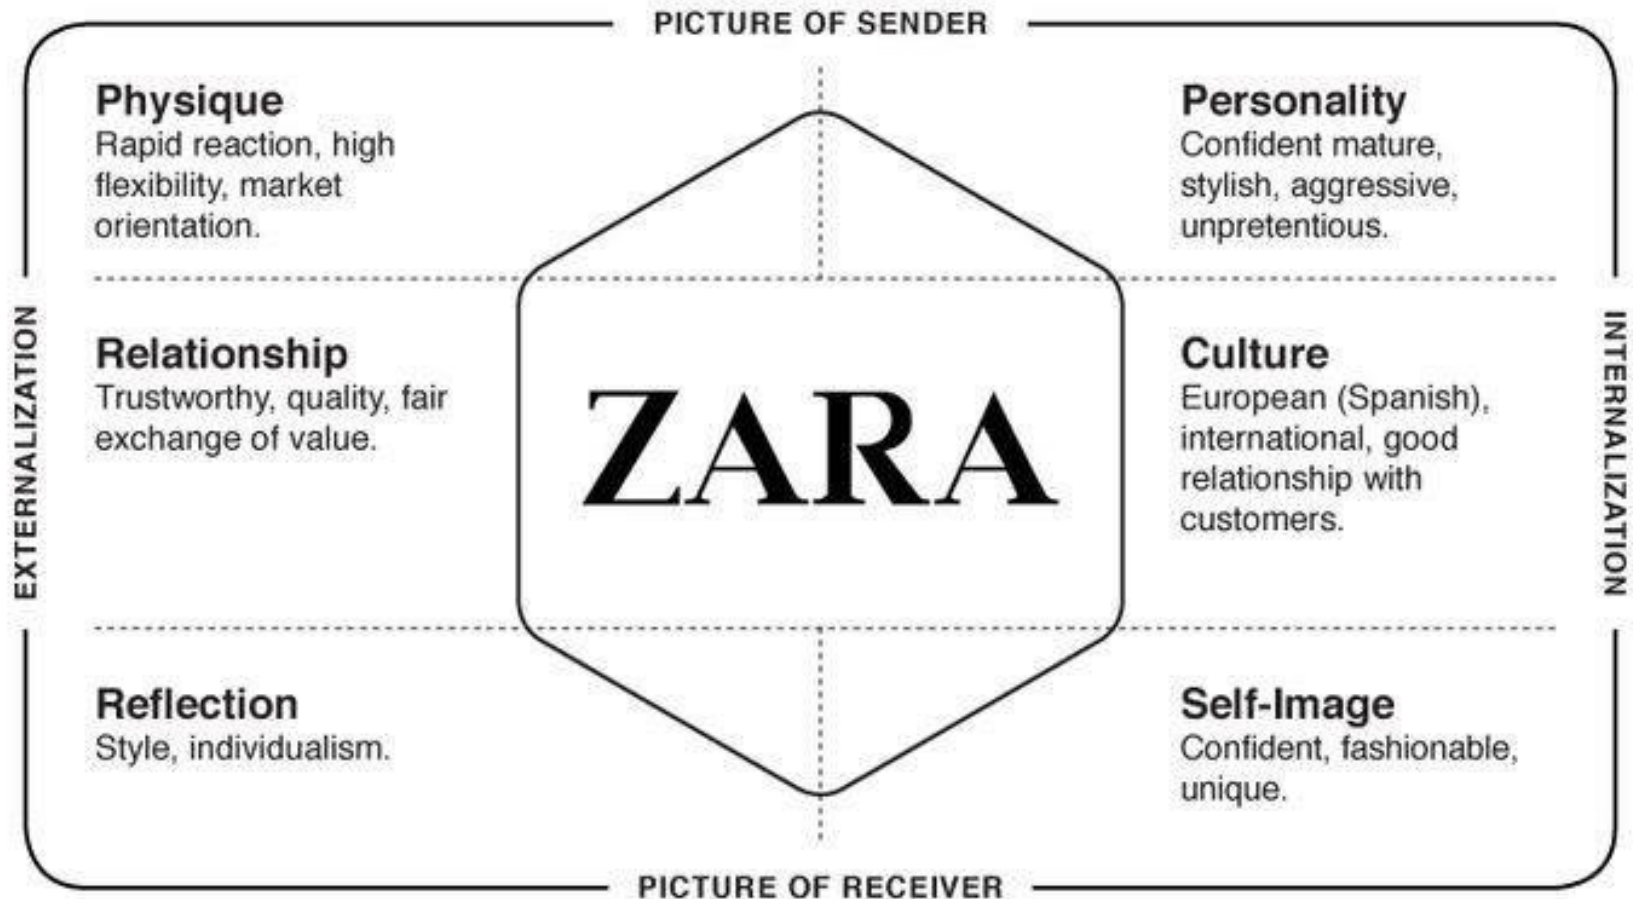 PICTURE OF SENDER
Physique
Rapid reaction, high
flexibility, market
orientation.
Personality
Confident mature,
stylish, aggressive,
unpretentious.
EXTERNALIZATION
Relationship
Trustworthy, quality, fair
exchange of value.
ZARA
Culture
European (Spanish),
international, good
relationship with
customers.
INTERNALIZATION
Reflection
Style, individualism.
Self-Image
Confident, fashionable,
unique.
PICTURE OF RECEIVER